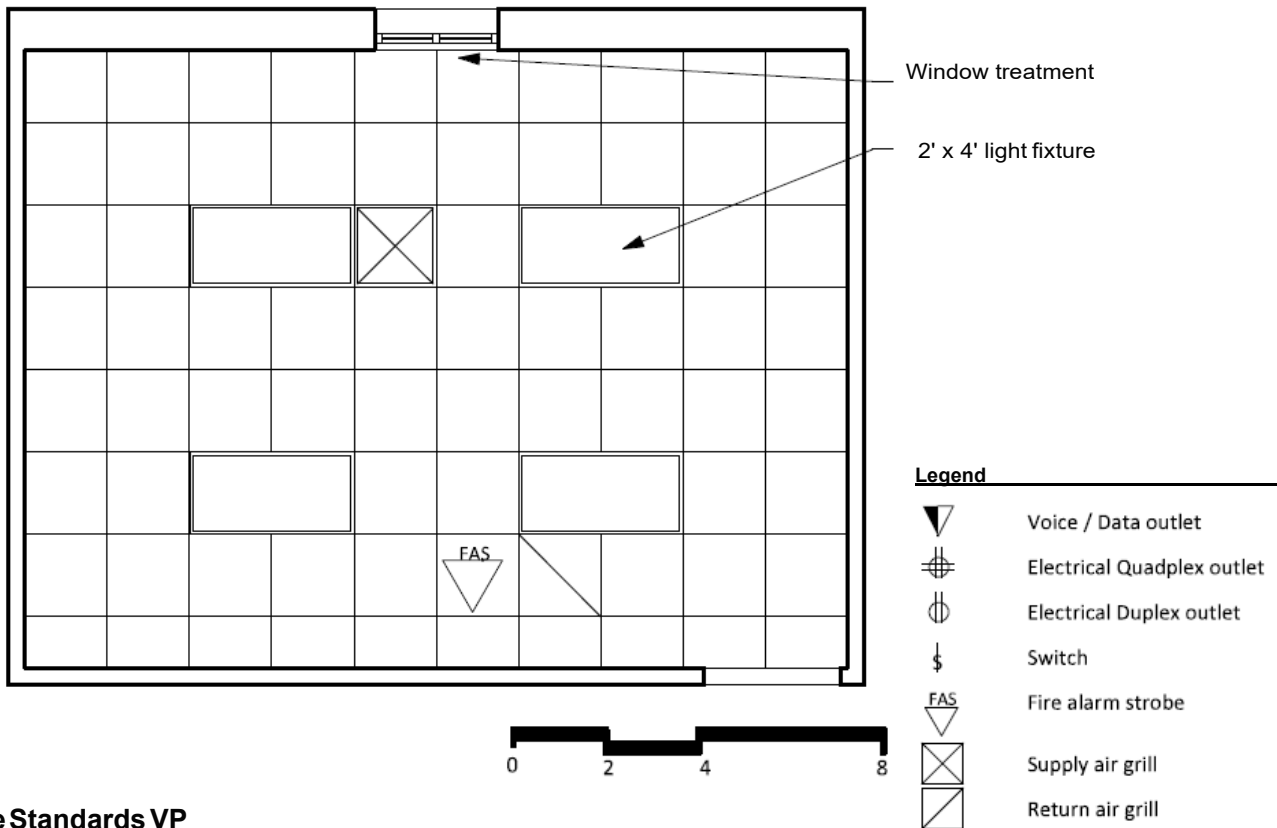 Window treatment
2' x 4' light fixture
FAS
Legend
Voice / Data outlet
Electrical Quadplex outlet
Electrical Duplex outlet
$ Switch
FAS Fire alarm strobe
Supply air grill
Return air grill
0 2 4 8
e Standards VP